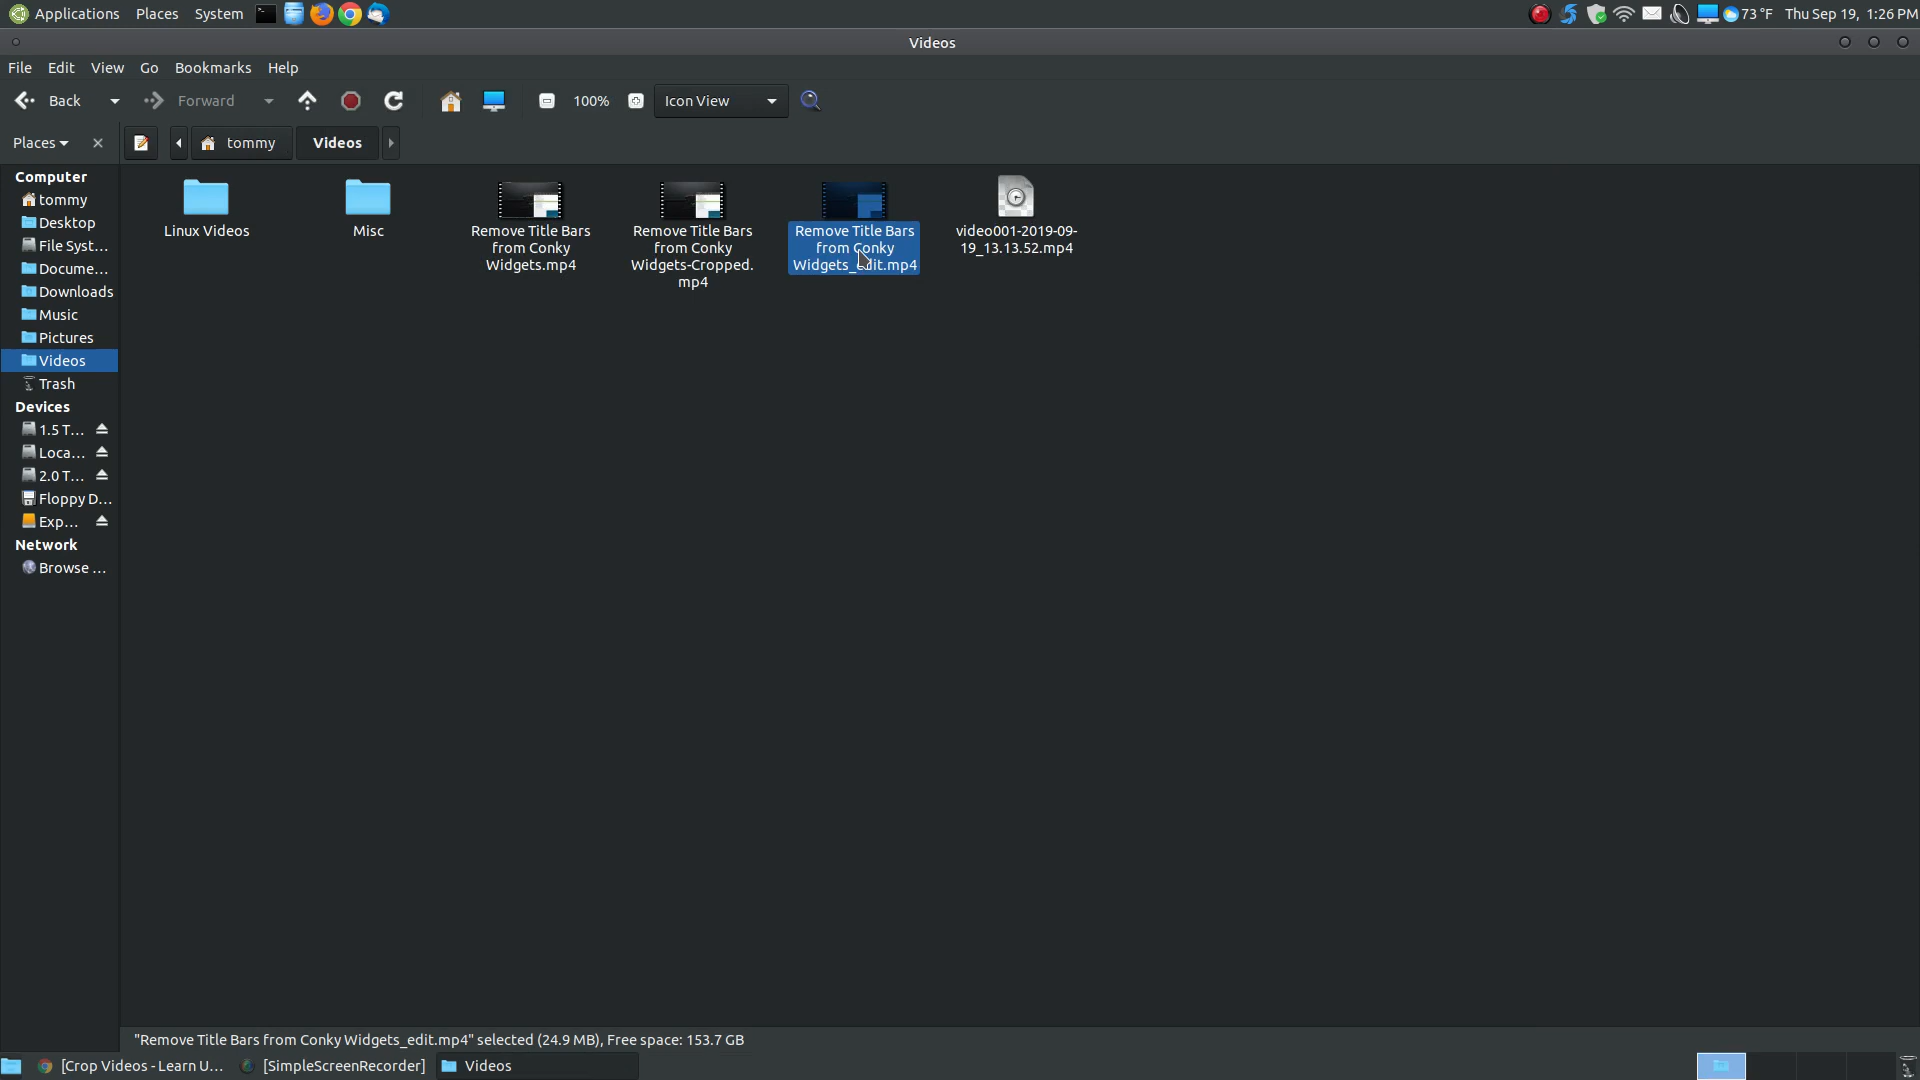 Applications Places System 73 °F Thu Sep 19, 1:26 PM
Videos
File Edit View Go Bookmarks Help
Back Forward 100% Icon View
Places tommy Videos
Computer
tommy
Desktop
File Syst...
Docume...
Downloads
Music
Pictures
Videos
Trash
Devices
1.5 T...
Loca...
2.0 T...
Floppy D...
Exp...
Network
Browse ...
Linux Videos
Misc
Remove Title Bars
from Conky
Widgets.mp4
Remove Title Bars
from Conky
Widgets-Cropped.
mp4
Remove Title Bars
from Conky
Widgets_edit.mp4
video001-2019-09-
19_13.13.52.mp4
"Remove Title Bars from Conky Widgets_edit.mp4" selected (24.9 MB), Free space: 153.7 GB
[Crop Videos - Learn U... [SimpleScreenRecorder] Videos